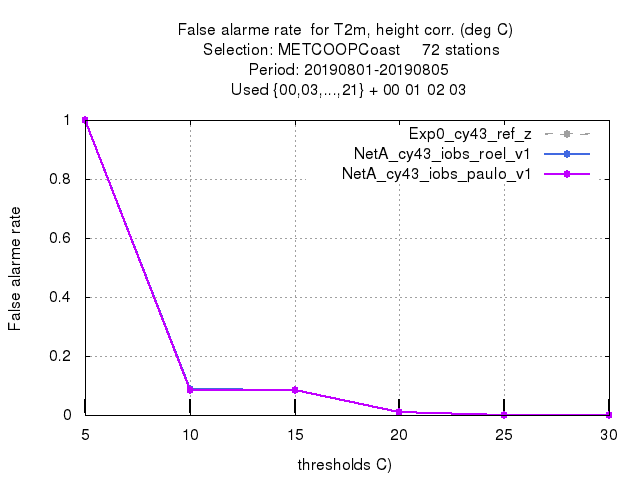 False alarme rate  for T2m, height corr. (deg C)
Selection: METCOOPCoast     72 stations
Period: 20190801-20190805
Used {00,03,...,21} + 00 01 02 03
Exp0_cy43_ref_z
NetA_cy43_iobs_roel_v1
NetA_cy43_iobs_paulo_v1
1
0.8
0.6
0.4
0.2
0
False alarme rate
5 10 15 20 25 30
thresholds C)